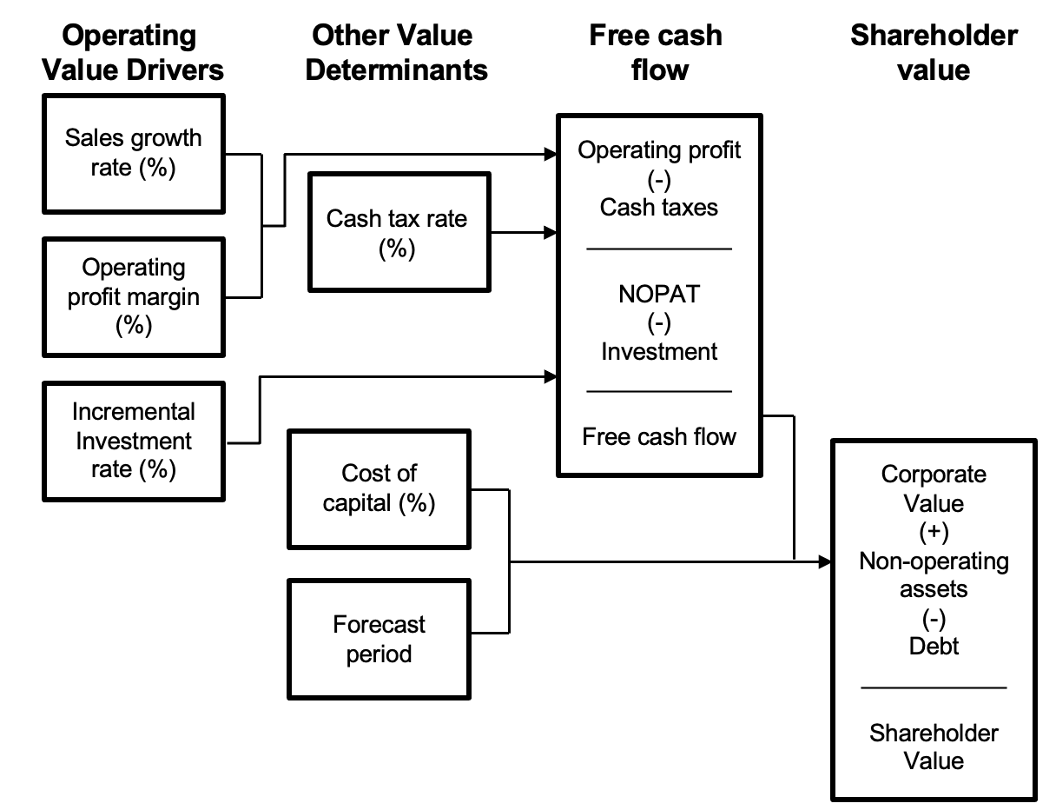 Operating
Value Drivers
Other Value
Determinants
Free cash
flow
Shareholder
value
Sales growth
rate (%)
Operating
profit margin
(%)
Incremental
Investment
rate (%)
Cash tax rate
(%)
Cost of
capital (%)
Forecast
period
Operating profit
(-)
Cash taxes
NOPAT
(-)
Investment
Free cash flow
Corporate
Value
(+)
Non-operating
assets
(-)
Debt
Shareholder
Value